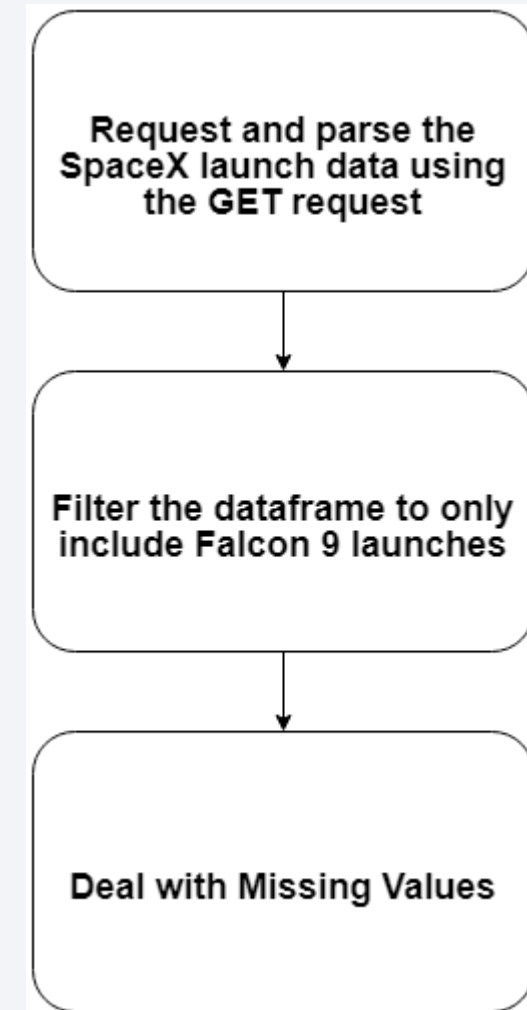 Request and parse the
SpaceX launch data using
the GET request
Filter the dataframe to only
include Falcon 9 launches
Deal with Missing Values